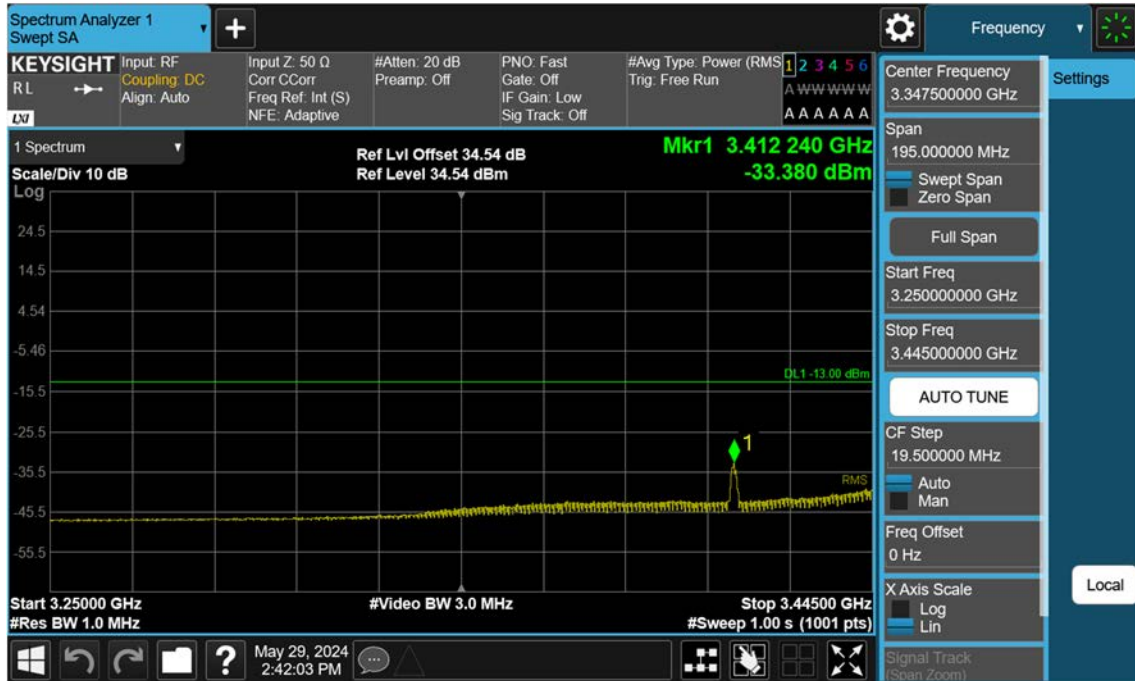 Spectrum Analyzer 1
Swept SA
+
Frequency
KEYSIGHT
R L
LXI
Input: RF
Coupling: DC
Align: Auto
Input Z: 50 Ω
Corr CCorr
Freq Ref: Int (S)
NFE: Adaptive
#Atten: 20 dB
Preamp: Off
PNO: Fast
Gate: Off
IF Gain: Low
Sig Track: Off
#Avg Type: Power (RMS
Trig: Free Run
1 2 3 4 5 6
A W W W W W
A A A A A A
1 Spectrum
Scale/Div 10 dB
Log
Ref Lvl Offset 34.54 dB
Ref Level 34.54 dBm
Mkr1 3.412 240 GHz
-33.380 dBm
24.5
14.5
4.54
-5.46
-15.5
-25.5
-35.5
-45.5
-55.5
DL1 -13.00 dBm
1
RMS
Start 3.25000 GHz
#Res BW 1.0 MHz
#Video BW 3.0 MHz
Stop 3.44500 GHz
#Sweep 1.00 s (1001 pts)
?
May 29, 2024
2:42:03 PM
Center Frequency
3.347500000 GHz
Span
195.000000 MHz
Swept Span
Zero Span
Full Span
Start Freq
3.250000000 GHz
Stop Freq
3.445000000 GHz
AUTO TUNE
CF Step
19.500000 MHz
Auto
Man
Freq Offset
0 Hz
X Axis Scale
Log
Lin
Signal Track
(Span Zoom)
Settings
Local